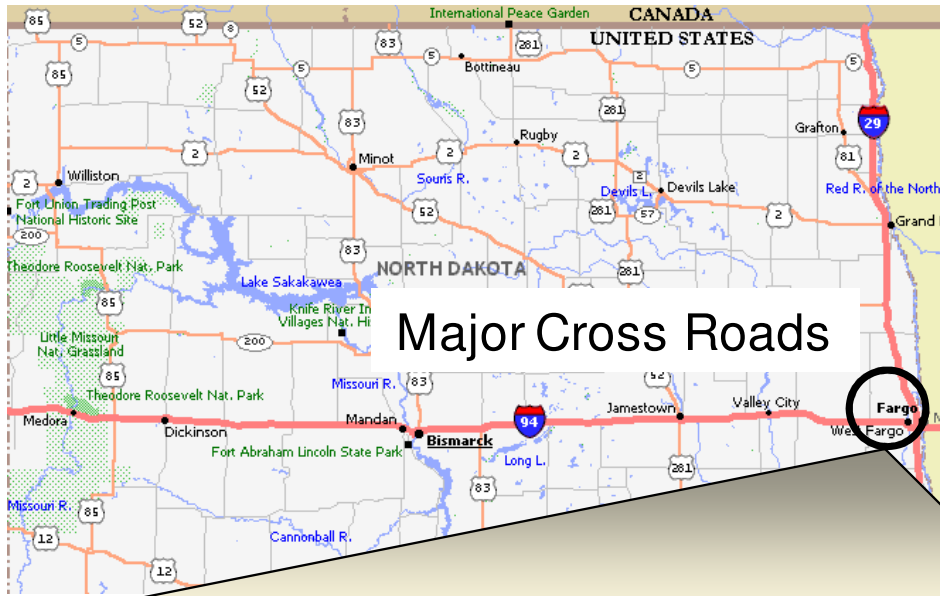 International Peace Garden
CANADA
UNITED STATES
85
52
8
5
83
281
5
5
5
5
Bottineau
85
52
281
29
83
Grafton
Rugby
2
2
2
81
Minot
Souris R.
2
Williston
2
Devils L.
Devils Lake
Red R. of the North
Fort Union Trading Post
National Historic Site
52
281
57
2
Grand
200
83
Theodore Roosevelt Nat. Park
NORTH DAKOTA
281
Lake Sakakawea
85
Knife River In
Villages Nat. Hi
Major Cross Roads
Little Missouri
Nat. Grassland
200
85
Missouri R.
83
52
Theodore Roosevelt Nat. Park
Medora
Dickinson
Mandan
Bismarck
94
Jamestown
Valley City
Fargo
West Fargo
Fort Abraham Lincoln State Park
Long L.
281
83
Missouri R.
85
Cannonball R.
12
12